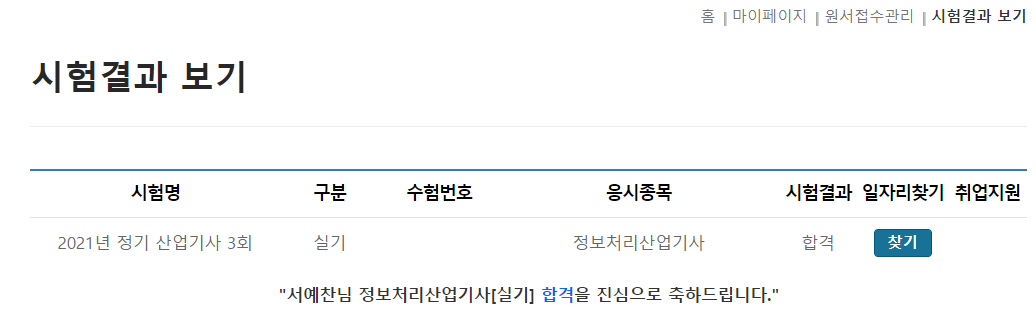 홈 || 마이페이지 || 원서접수관리 || 시험결과 보기
시험결과 보기
시험명 구분 수험번호 응시종목 시험결과 일자리찾기 취업지원
2021년 정기 산업기사 3회 실기 정보처리산업기사 합격 찾기
"서예찬님 정보처리산업기사[실기] 합격을 진심으로 축하드립니다."